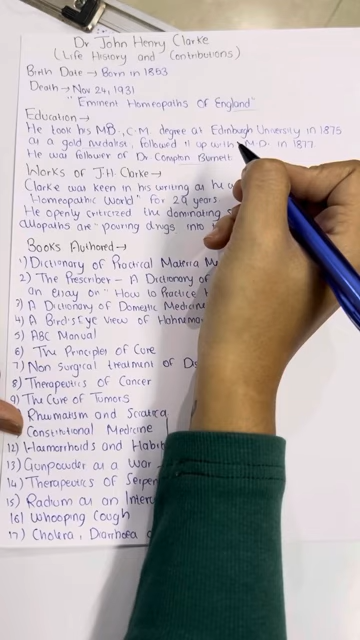 Dr John Henry Clarke
(Life History and Contributions)
Birth Date → Born in 1853
Death → Nov 24, 1931
"Eminent Homeopaths Of England"
Education →
He took his M.B., C.M. degree at Edinburgh University in 1875
as a gold medalist, followed it up with M.D. in 1877.
He was follower of Dr Compton Burnett
Works of J.H. Clarke →
Clarke was keen in his writing as he
"Homeopathic World" for 29 years.
He openly criticized the dominating
allopaths as "pouring drugs into
Books Authored →
1) Dictionary of Practical Materia M
2) The Prescriber - A Dictionary of
an essay on "How to Practice
3) A Dictionary of Domestic Medicine
4) A Bird's Eye View of Hahnema
5) ABC Manual
6) The Principles of Cure
7) Non Surgical treatment of D
8) Therapeutics of Cancer
9) The Cure of Tumors
Rheumatism and Sciatica
Constitutional Medicine
12) Haemorrhoids and Habit
13) Gunpowder as a War
14) Therapeutics of Serpen
15) Radium as an Inter
16) Whooping Cough
17) Cholera, Diarrhoea